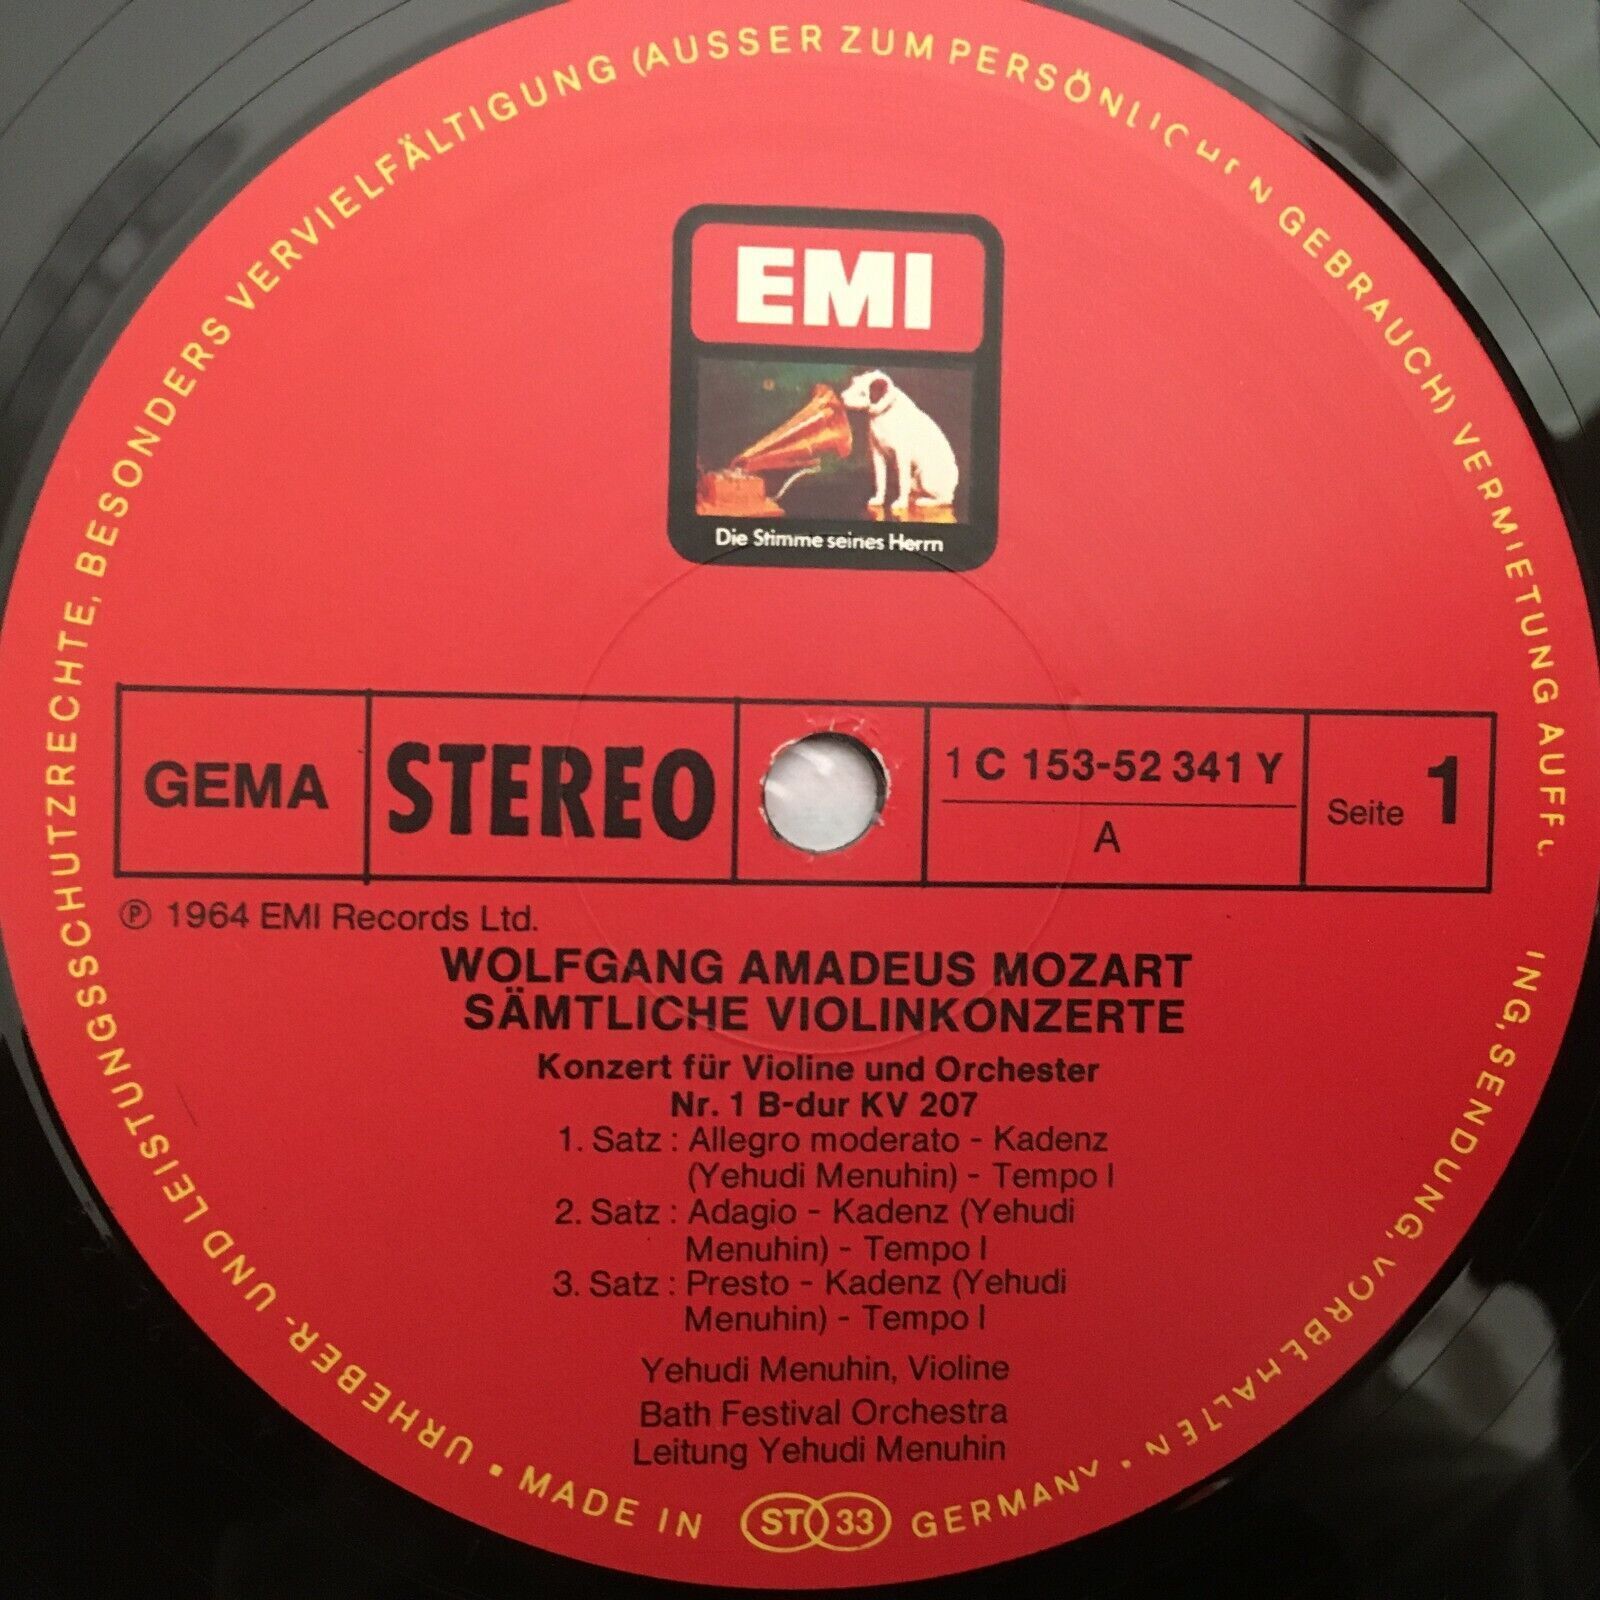 EMI
Die Stimme seines Herrn
GEMA
STEREO
1 C 153-52 341 Y
A
Seite 1
℗ 1964 EMI Records Ltd.
WOLFGANG AMADEUS MOZART
SÄMTLICHE VIOLINKONZERTE
Konzert für Violine und Orchester
Nr. 1 B-dur KV 207
1. Satz : Allegro moderato - Kadenz
(Yehudi Menuhin) - Tempo I
2. Satz : Adagio - Kadenz (Yehudi
Menuhin) - Tempo I
3. Satz : Presto - Kadenz (Yehudi
Menuhin) - Tempo I
Yehudi Menuhin, Violine
Bath Festival Orchestra
Leitung Yehudi Menuhin
URHEBER- UND LEISTUNGSSCHUTZRECHTE, BESONDERS VERVIELFÄLTIGUNG (AUSSER ZUM PERSÖNLICHEN GEBRAUCH) VERMIETUNG SENDUNG, VORBEHALTEN •
• MADE IN ST 33 GERMANY